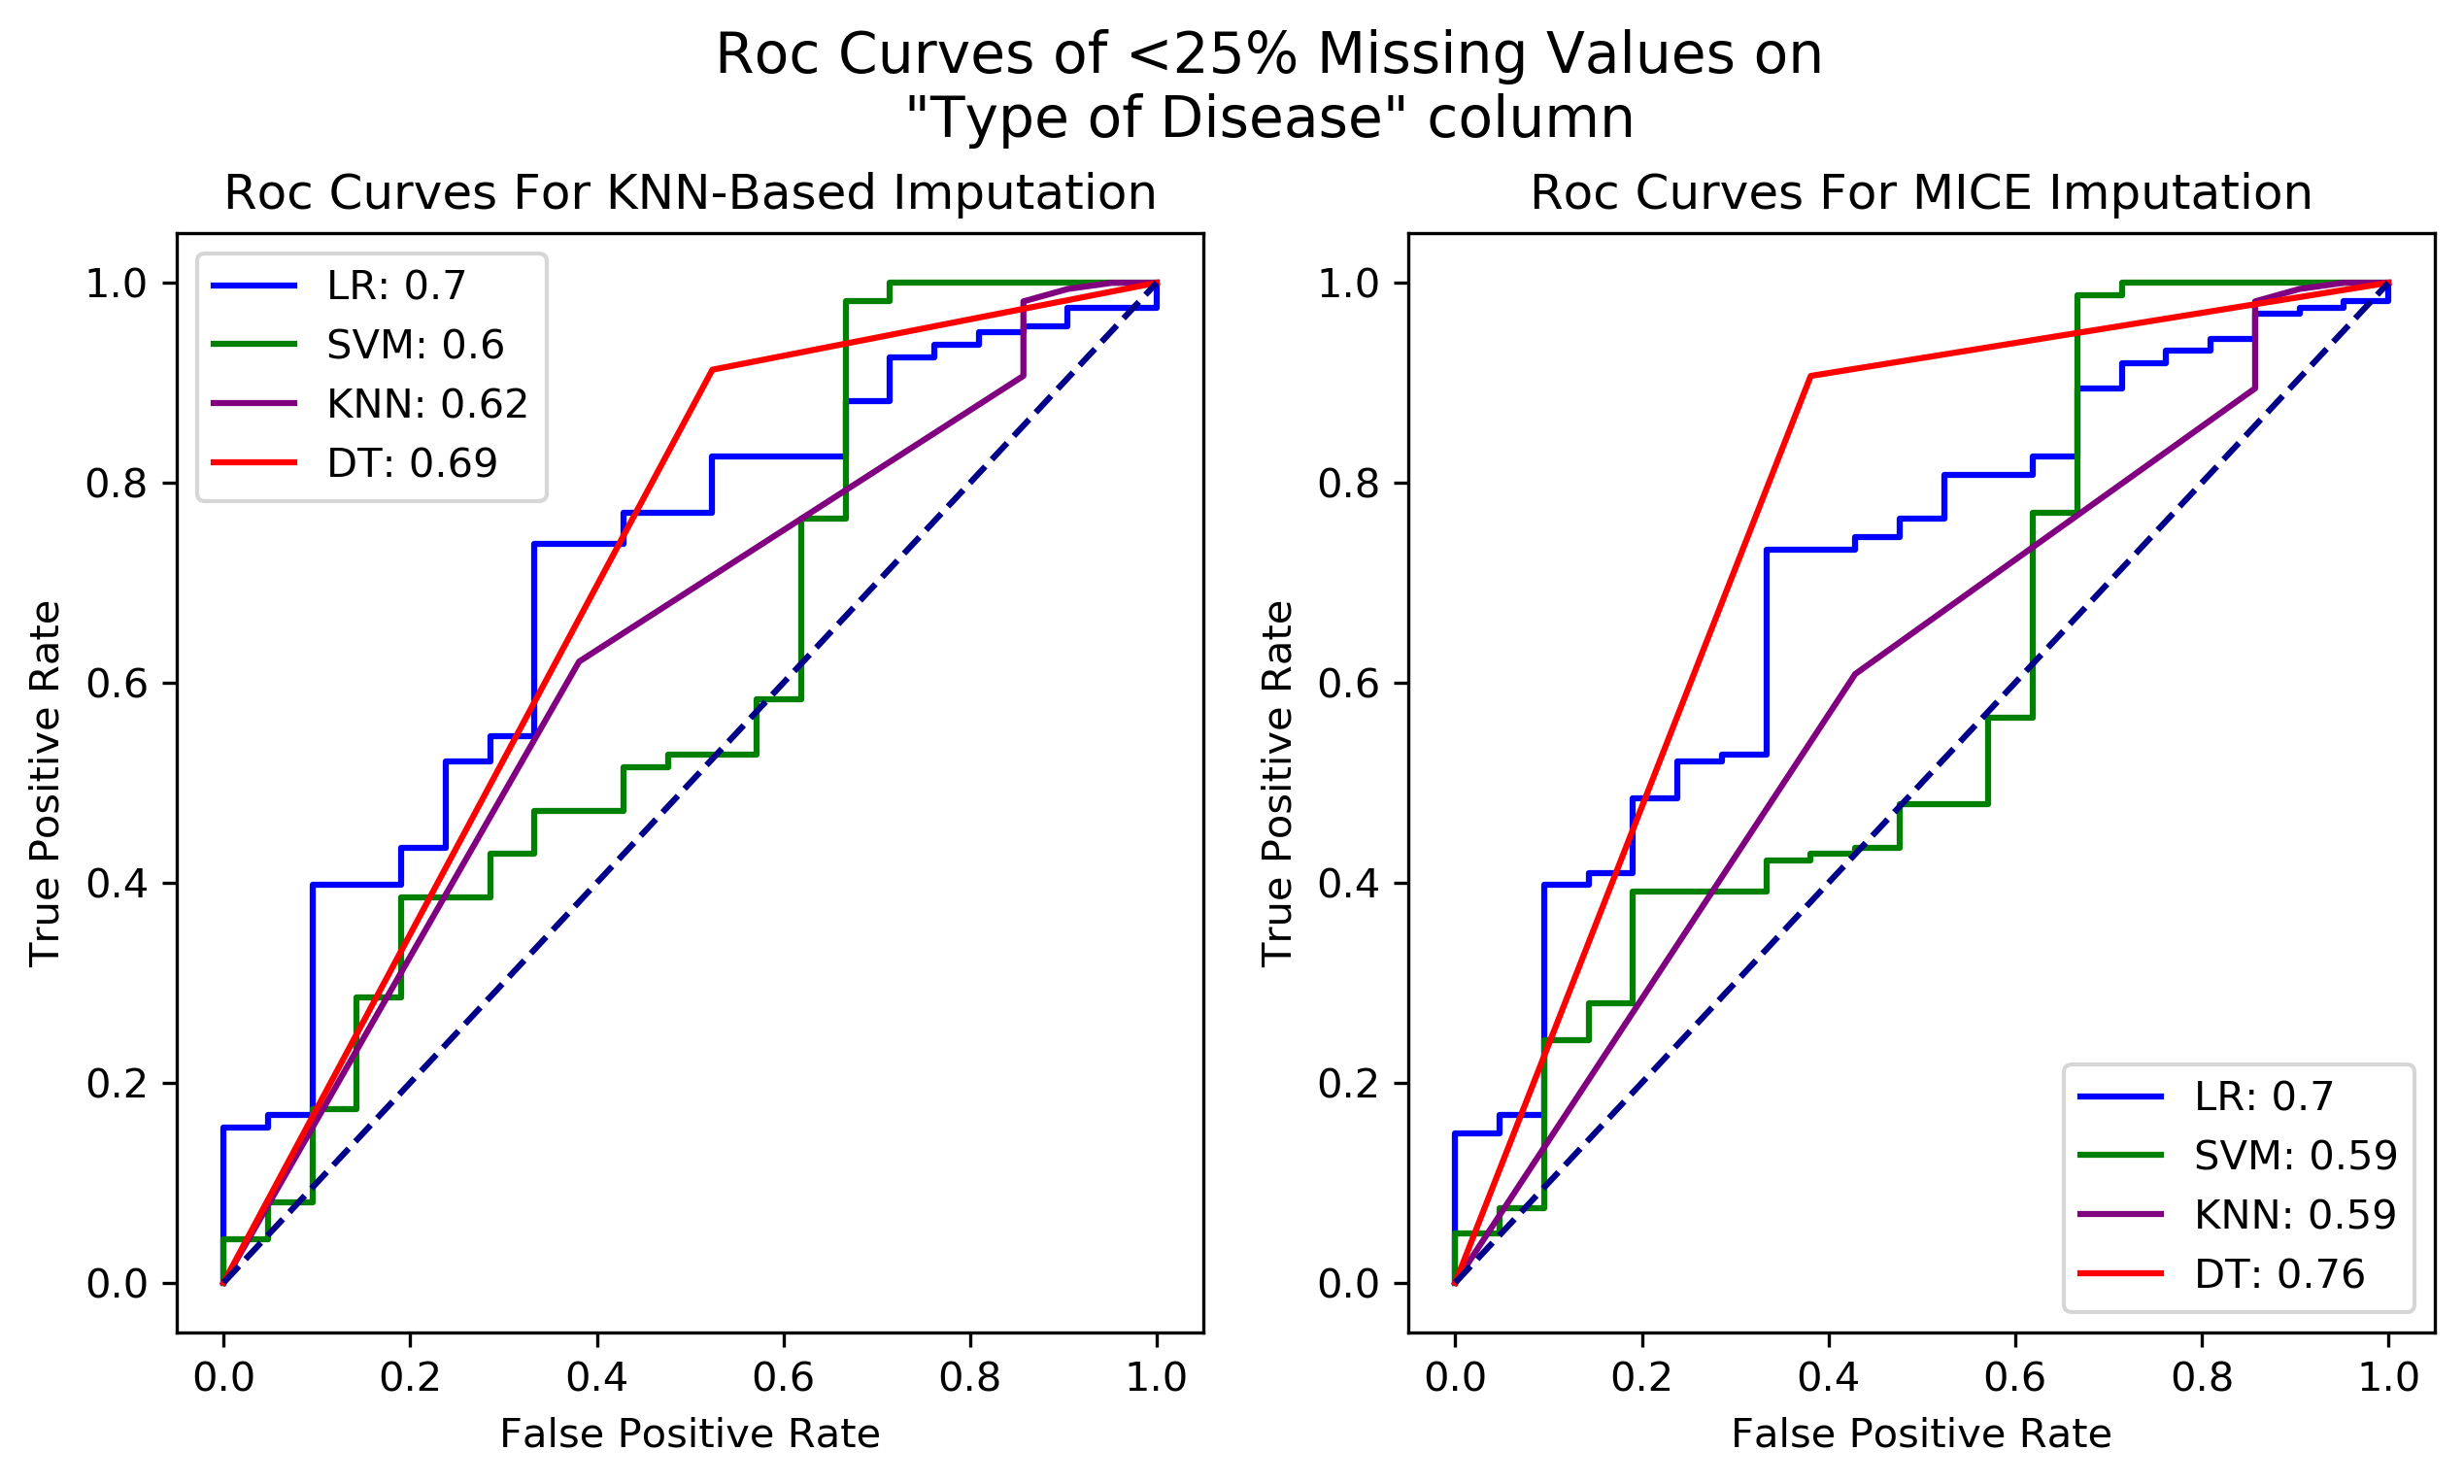 Roc Curves of <25% Missing Values on
"Type of Disease" column
Roc Curves For KNN-Based Imputation
LR: 0.7
SVM: 0.6
KNN: 0.62
DT: 0.69
True Positive Rate
1.0
0.8
0.6
0.4
0.2
0.0
0.0 0.2 0.4 0.6 0.8 1.0
False Positive Rate
Roc Curves For MICE Imputation
True Positive Rate
1.0
0.8
0.6
0.4
0.2
0.0
LR: 0.7
SVM: 0.59
KNN: 0.59
DT: 0.76
0.0 0.2 0.4 0.6 0.8 1.0
False Positive Rate